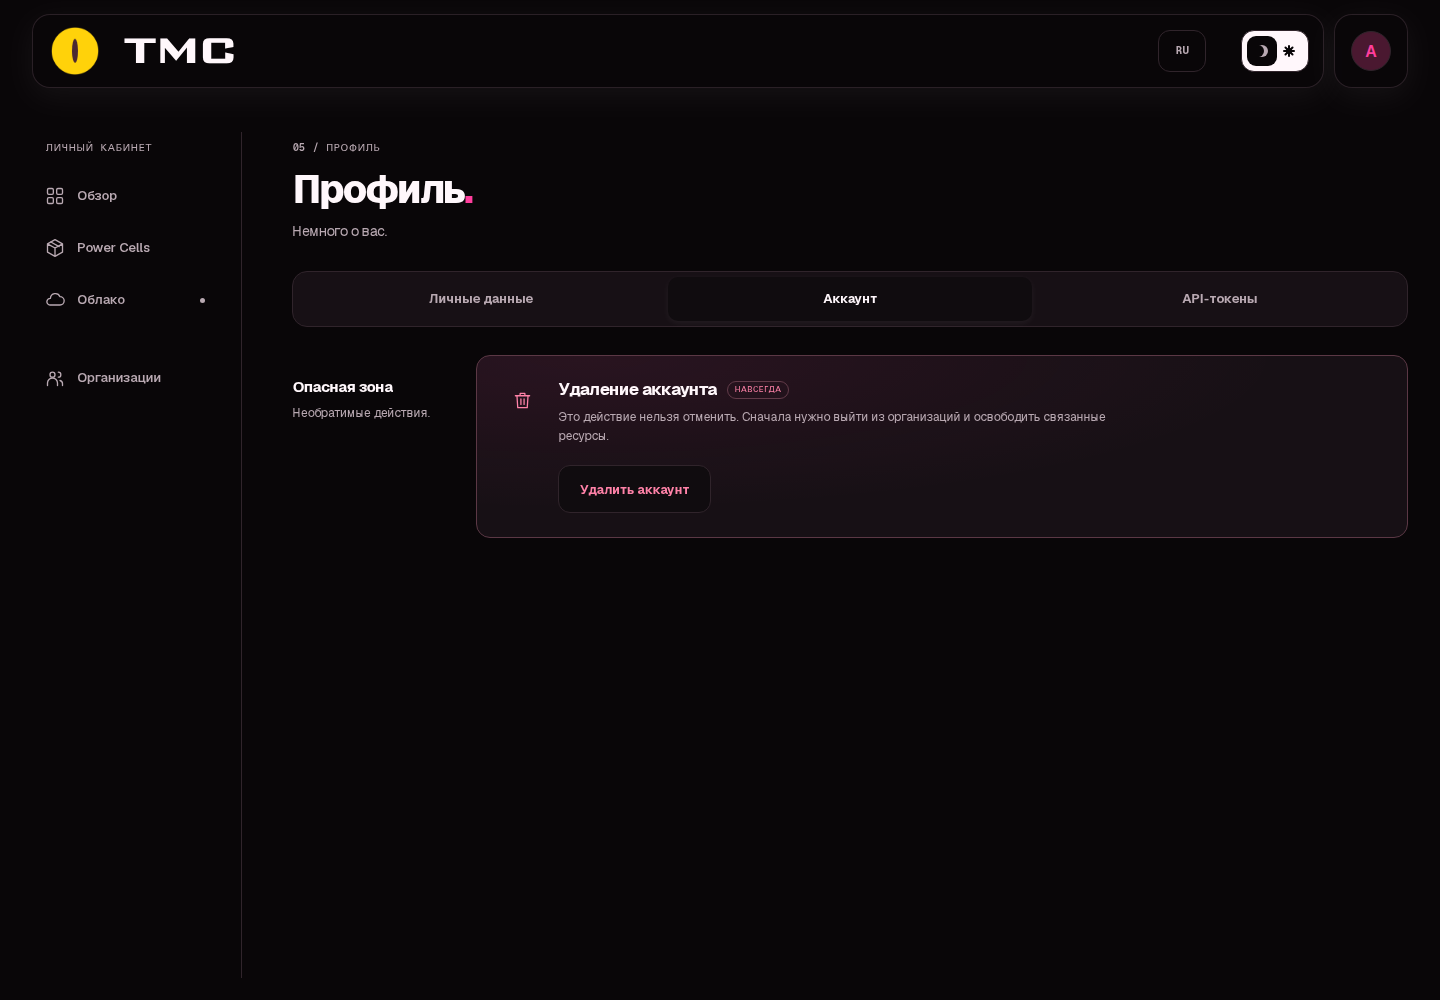 TMC
RU
A
ЛИЧНЫЙ КАБИНЕТ
Обзор
Power Cells
Облако
Организации
05 / ПРОФИЛЬ
Профиль.
Немного о вас.
Личные данные
Аккаунт
API-токены
Опасная зона
Необратимые действия.
Удаление аккаунта
НАВСЕГДА
Это действие нельзя отменить. Сначала нужно выйти из организаций и освободить связанные
ресурсы.
Удалить аккаунт